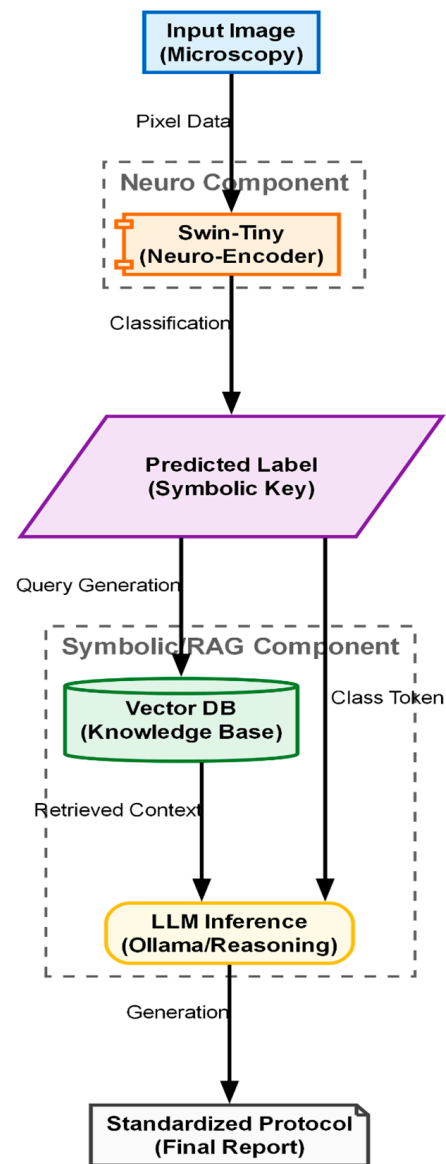 Input Image
(Microscopy)
Pixel Data
Neuro Component
Swin-Tiny
(Neuro-Encoder)
Classification
Predicted Label
(Symbolic Key)
Query Generation
Symbolic/RAG Component
Vector DB
(Knowledge Base)
Class Token
Retrieved Context
LLM Inference
(Ollama/Reasoning)
Generation
Standardized Protocol
(Final Report)